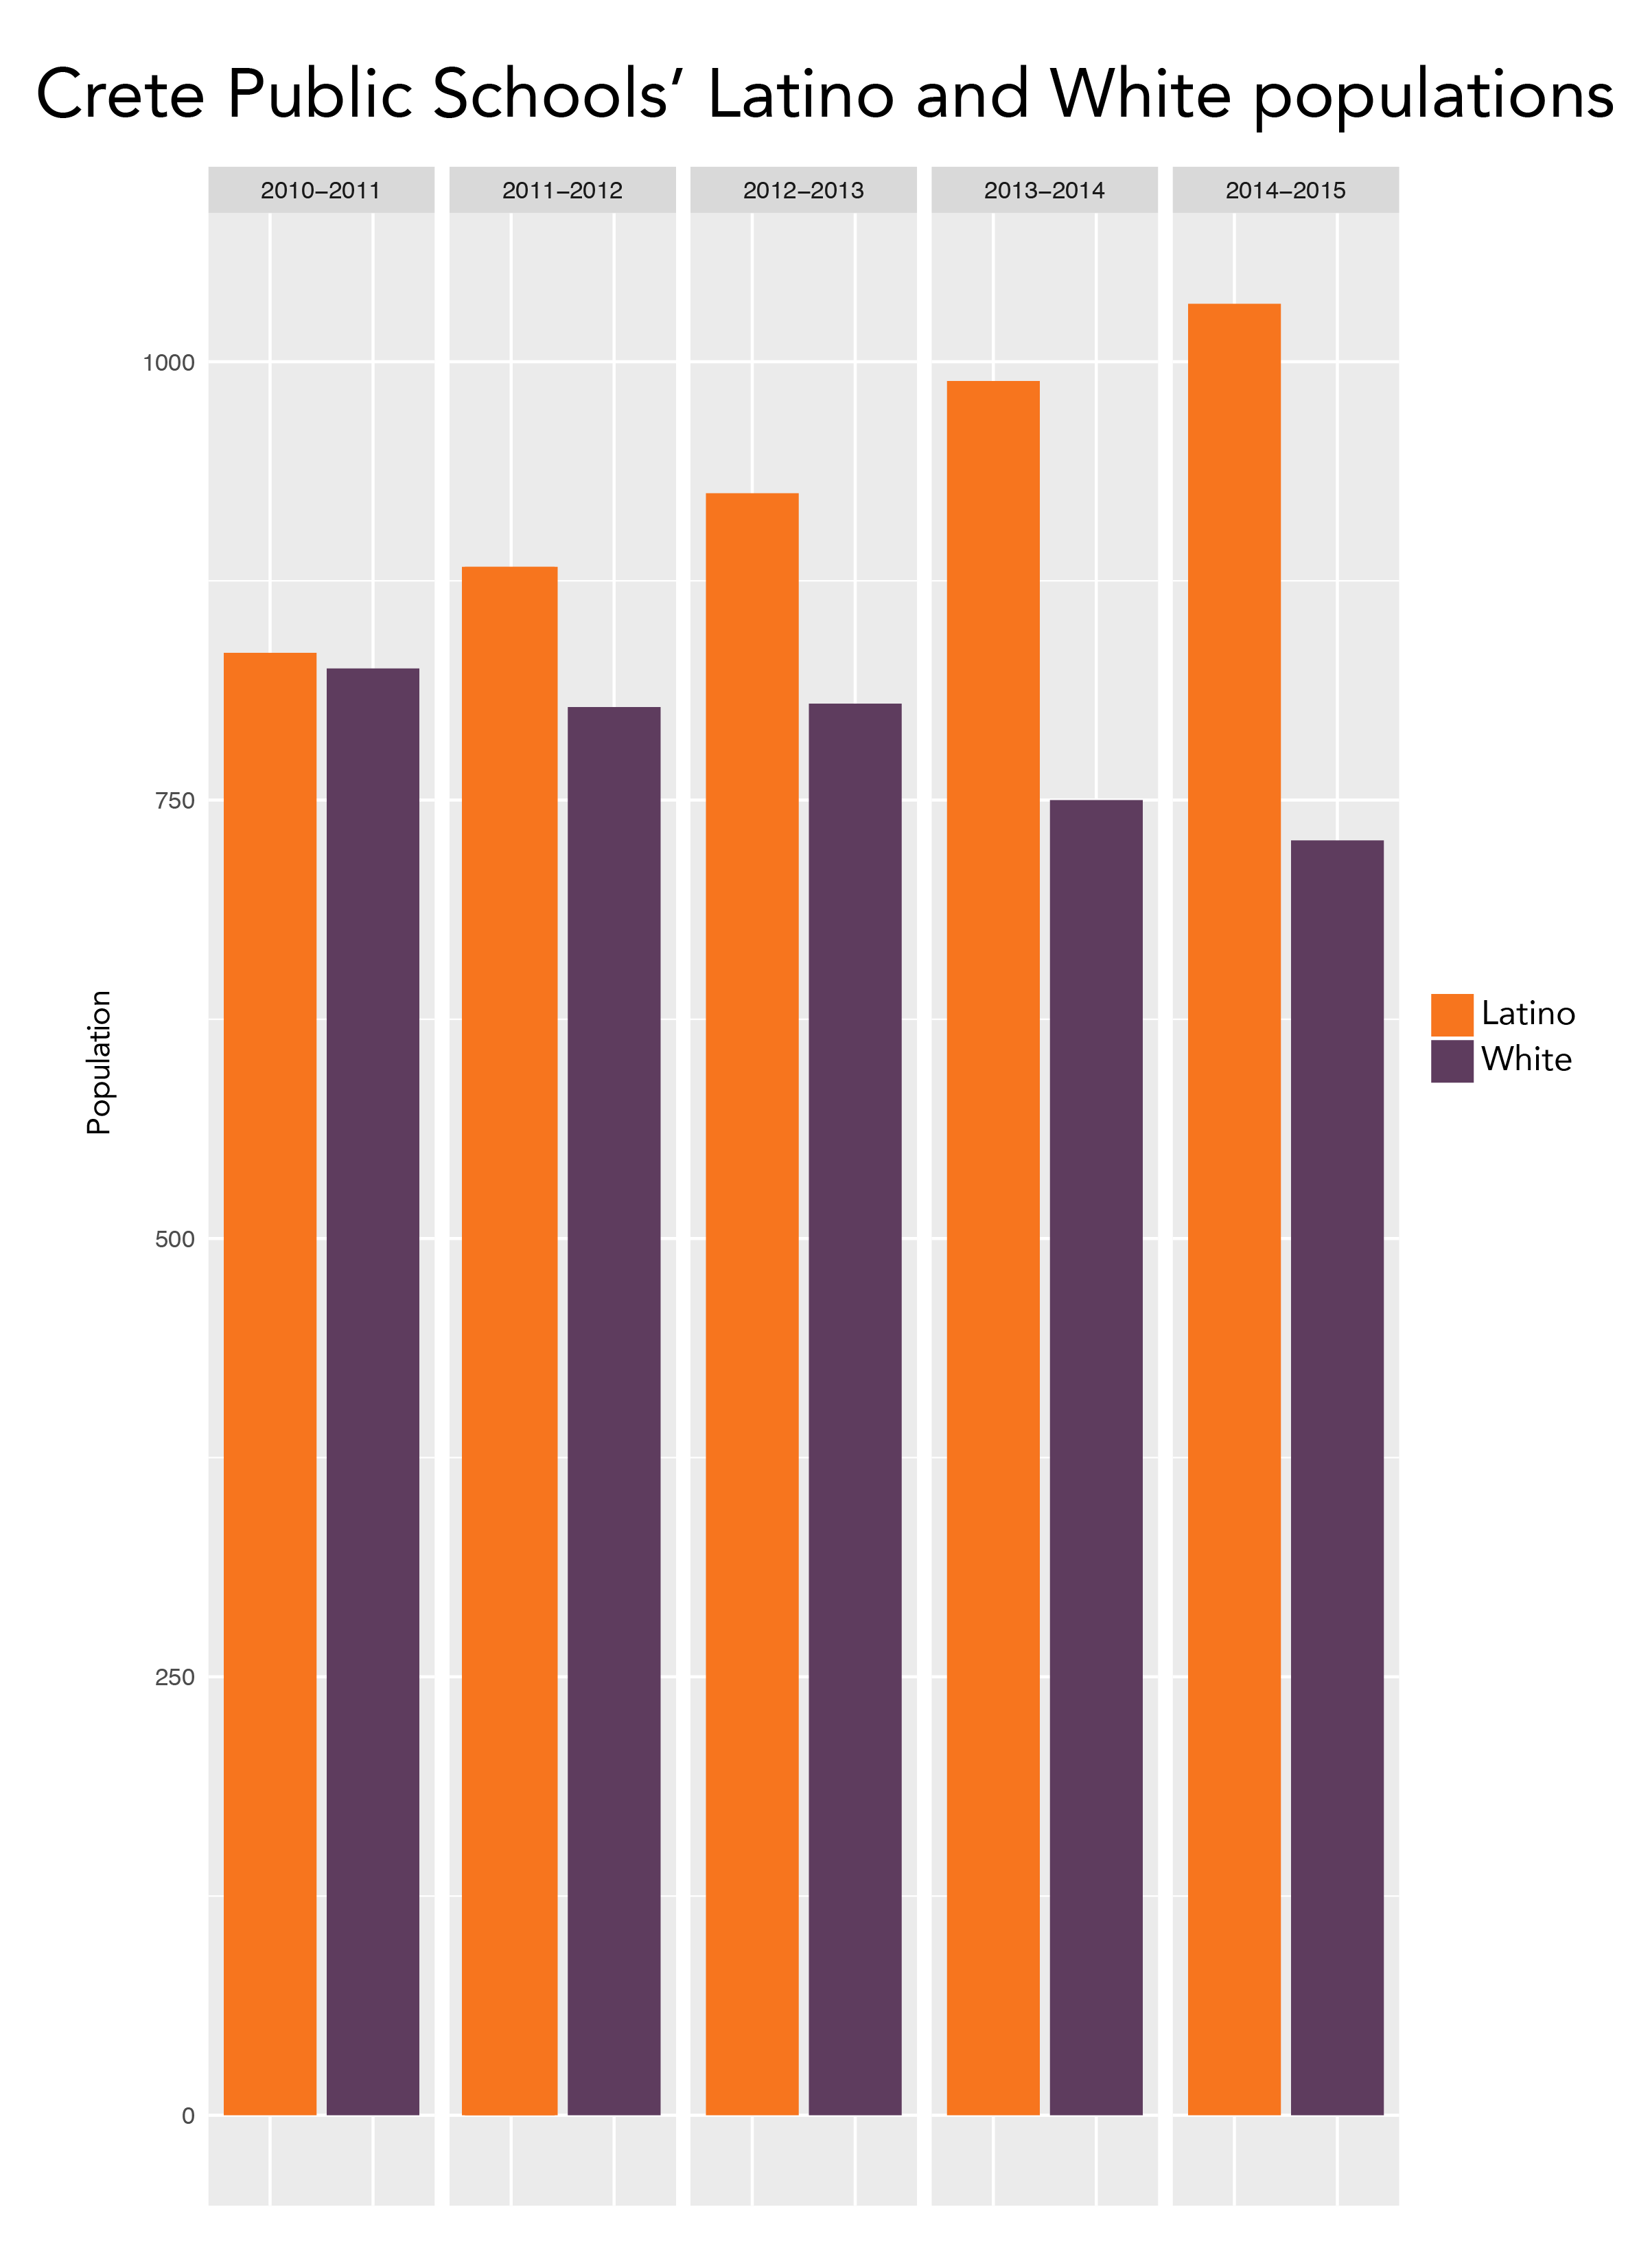 Crete Public Schools‘ Latino and White populations
2010–2011 2011–2012 2012–2013 2013–2014 2014–2015
1000
750
Population
Latino
White
500
250
0